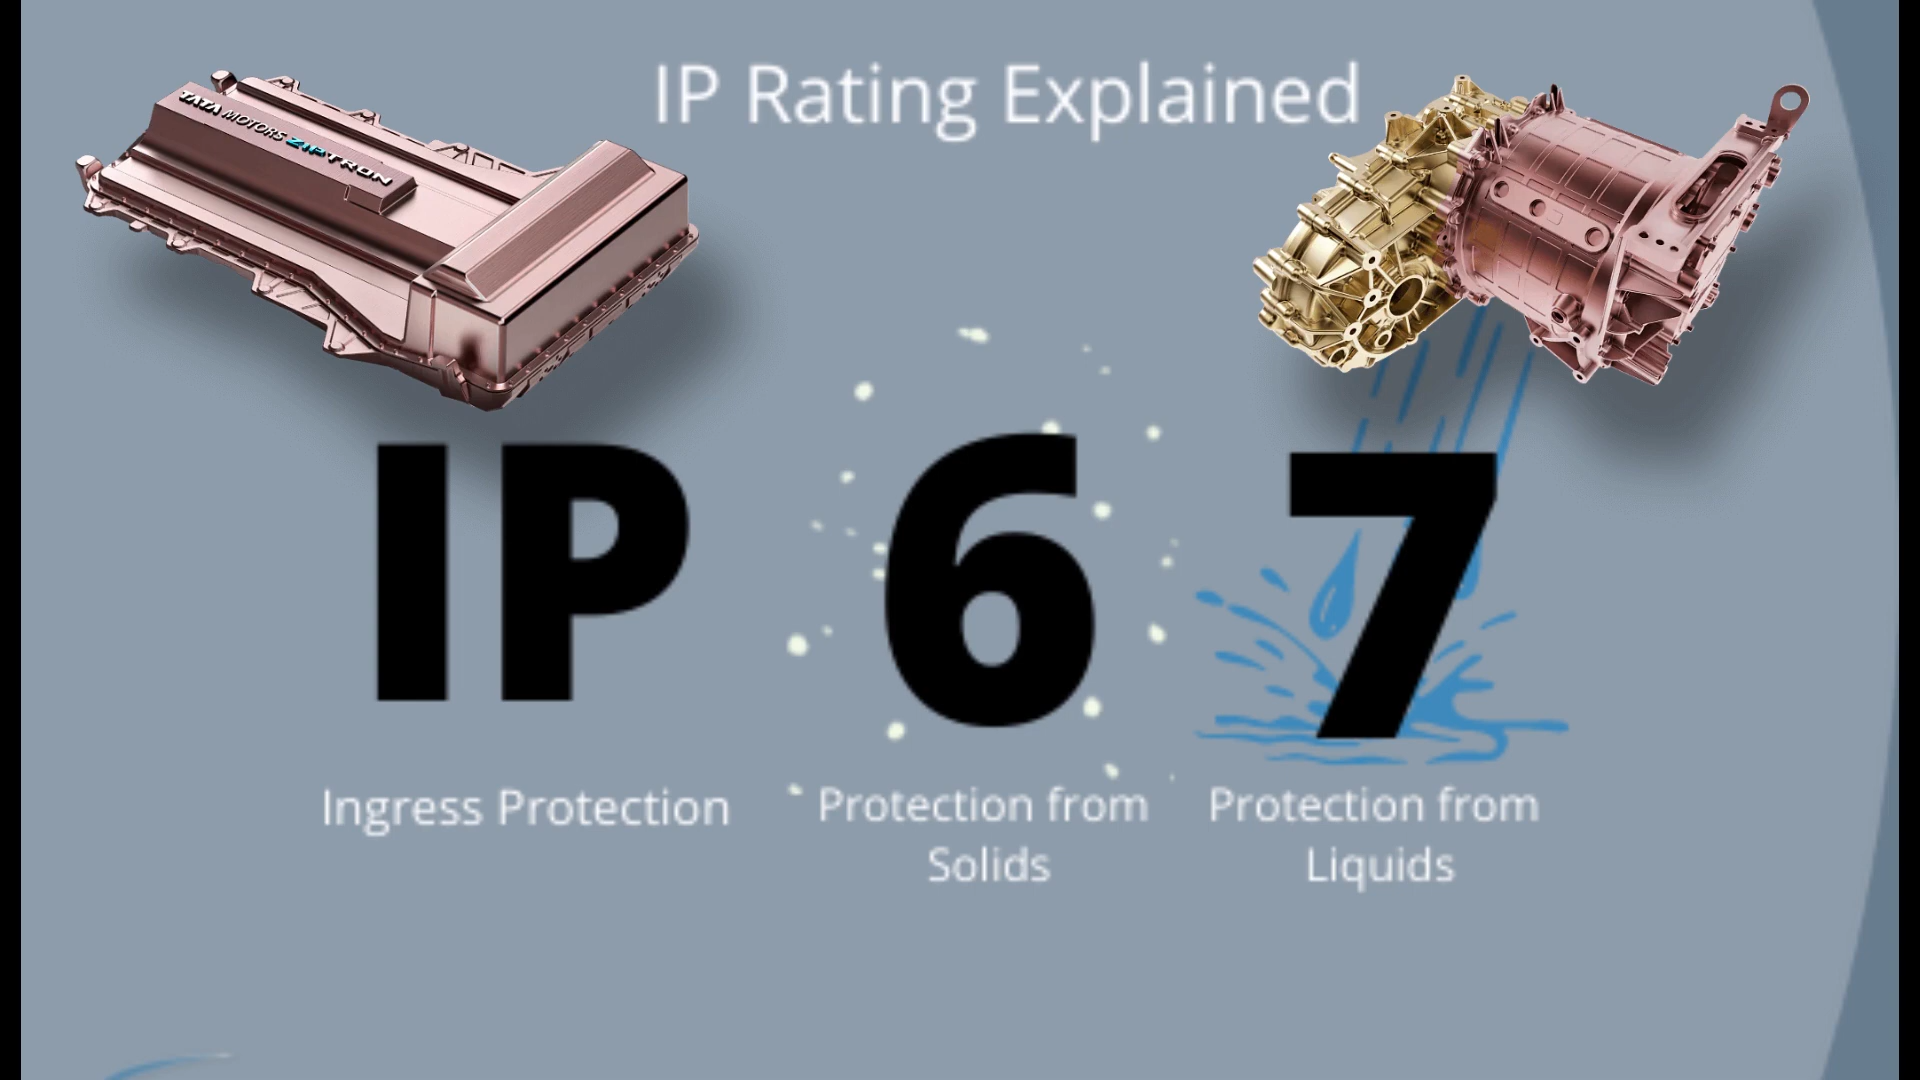 IP Rating Explained
TATA MOTORS ZIPTRON
IP 6 7
Ingress Protection
Protection from
Solids
Protection from
Liquids